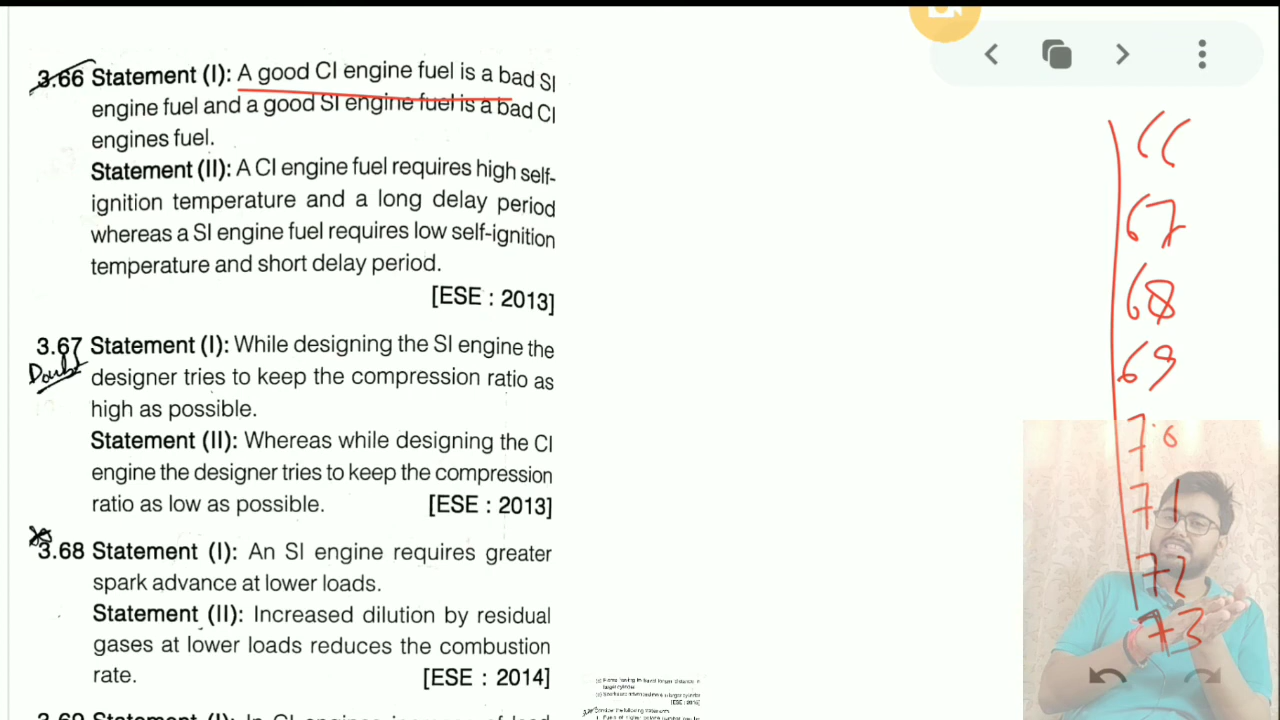 3.66 Statement (I): A good CI engine fuel is a bad SI
engine fuel and a good SI engine fuel is a bad CI
engines fuel.
Statement (II): A CI engine fuel requires high self-
ignition temperature and a long delay period
whereas a SI engine fuel requires low self-ignition
temperature and short delay period.
[ESE : 2013]
3.67 Statement (I): While designing the SI engine the
Doubt designer tries to keep the compression ratio as
high as possible.
Statement (II): Whereas while designing the CI
engine the designer tries to keep the compression
ratio as low as possible. [ESE : 2013]
3.68 Statement (I): An SI engine requires greater
spark advance at lower loads.
Statement (II): Increased dilution by residual
gases at lower loads reduces the combustion
rate. [ESE : 2014]
66
67
68
69
70
71
72
73